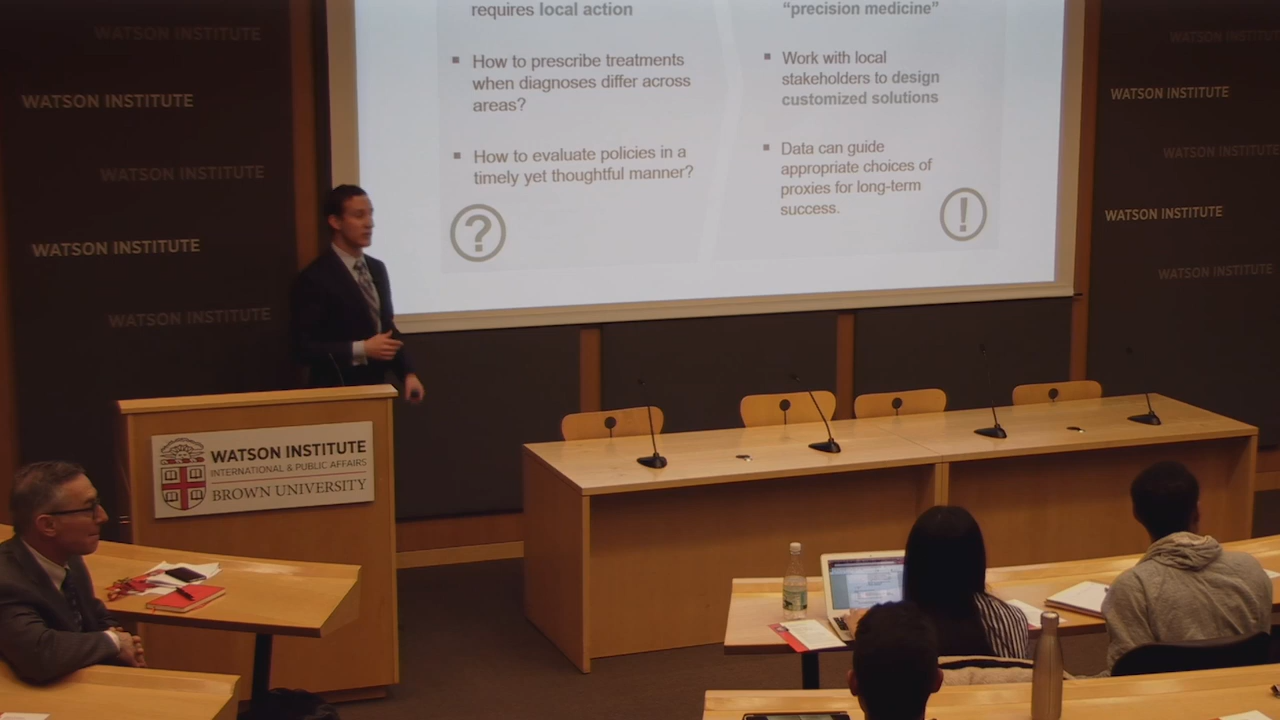 WATSON INSTITUTE
WATSON INSTITUTE
WATSON INSTITUTE
WATSON INSTITUTE
WATSON INSTITUTE
requires local action
▪ How to prescribe treatments
when diagnoses differ across
areas?
▪ How to evaluate policies in a
timely yet thoughtful manner?
?
“precision medicine”
▪ Work with local
stakeholders to design
customized solutions
▪ Data can guide
appropriate choices of
proxies for long-term
success.
!
WATSON INSTITUTE
WATSON INSTITUTE
WATSON INSTITUTE
WATSON INSTITUTE
WATSON INSTITUTE
WATSON INSTITUTE
INTERNATIONAL & PUBLIC AFFAIRS
BROWN UNIVERSITY